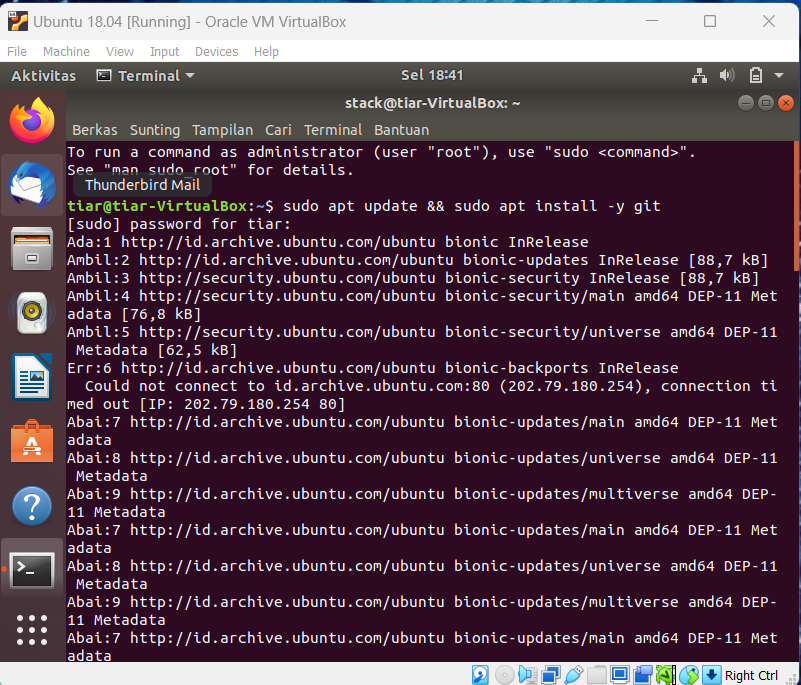 Ubuntu 18.04 [Running] - Oracle VM VirtualBox
File Machine View Input Devices Help
Aktivitas Terminal Sel 18:41
stack@tiar-VirtualBox: ~
Berkas Sunting Tampilan Cari Terminal Bantuan
To run a command as administrator (user "root"), use "sudo <command>".
See "man sudo_root" for details.
Thunderbird Mail
tiar@tiar-VirtualBox:~$ sudo apt update && sudo apt install -y git
[sudo] password for tiar:
Ada:1 http://id.archive.ubuntu.com/ubuntu bionic InRelease
Ambil:2 http://id.archive.ubuntu.com/ubuntu bionic-updates InRelease [88,7 kB]
Ambil:3 http://security.ubuntu.com/ubuntu bionic-security InRelease [88,7 kB]
Ambil:4 http://security.ubuntu.com/ubuntu bionic-security/main amd64 DEP-11 Met
adata [76,8 kB]
Ambil:5 http://security.ubuntu.com/ubuntu bionic-security/universe amd64 DEP-11
 Metadata [62,5 kB]
Err:6 http://id.archive.ubuntu.com/ubuntu bionic-backports InRelease
  Could not connect to id.archive.ubuntu.com:80 (202.79.180.254), connection ti
med out [IP: 202.79.180.254 80]
Abai:7 http://id.archive.ubuntu.com/ubuntu bionic-updates/main amd64 DEP-11 Met
adata
Abai:8 http://id.archive.ubuntu.com/ubuntu bionic-updates/universe amd64 DEP-11
 Metadata
Abai:9 http://id.archive.ubuntu.com/ubuntu bionic-updates/multiverse amd64 DEP-
11 Metadata
Abai:7 http://id.archive.ubuntu.com/ubuntu bionic-updates/main amd64 DEP-11 Met
adata
Abai:8 http://id.archive.ubuntu.com/ubuntu bionic-updates/universe amd64 DEP-11
 Metadata
Abai:9 http://id.archive.ubuntu.com/ubuntu bionic-updates/multiverse amd64 DEP-
11 Metadata
Abai:7 http://id.archive.ubuntu.com/ubuntu bionic-updates/main amd64 DEP-11 Met
adata
Right Ctrl